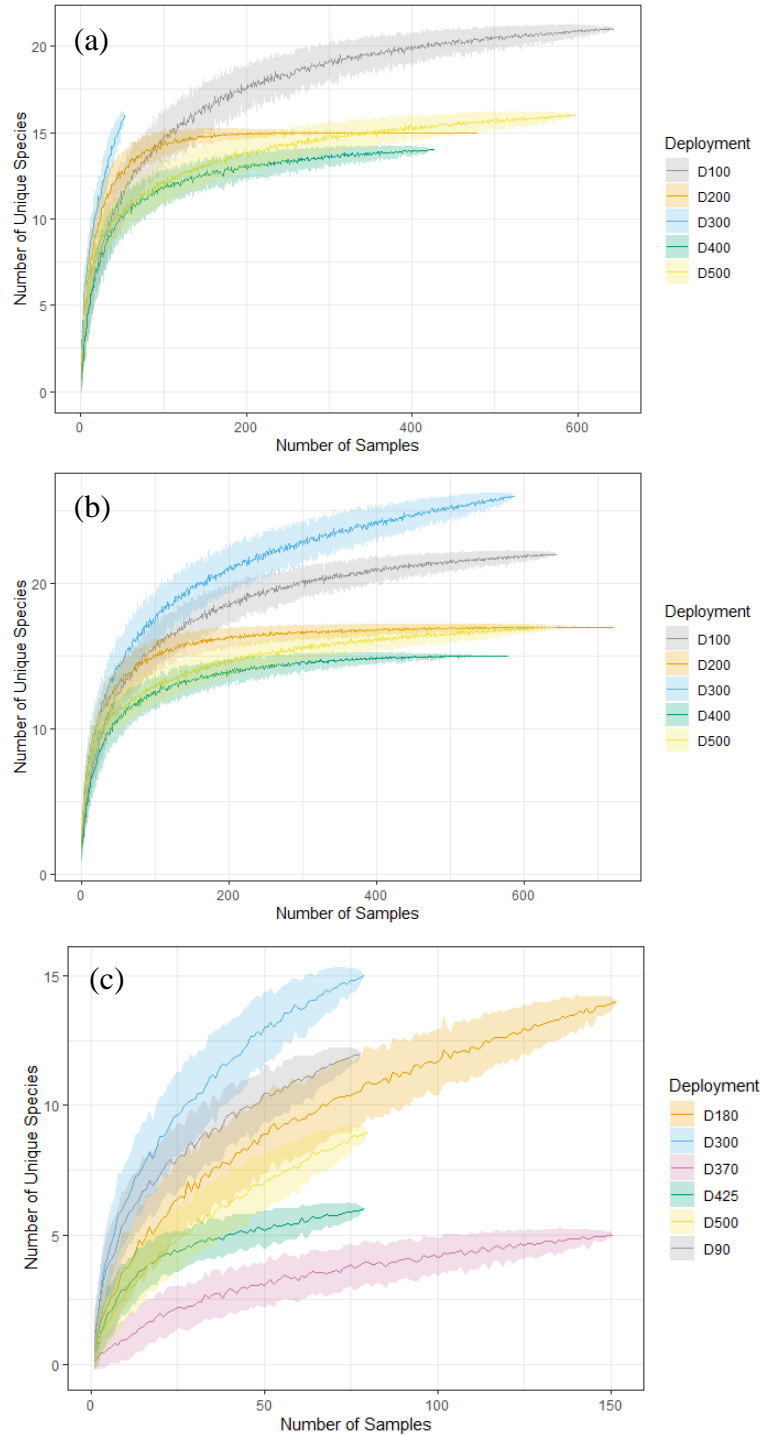 (a)
20
15
10
5
0
Number of Unique Species
0 200 400 600
Number of Samples
Deployment
D100
D200
D300
D400
D500
(b)
20
10
0
Number of Unique Species
0 200 400 600
Number of Samples
Deployment
D100
D200
D300
D400
D500
(c)
15
10
5
0
Number of Unique Species
0 50 100 150
Number of Samples
Deployment
D180
D300
D370
D425
D500
D90